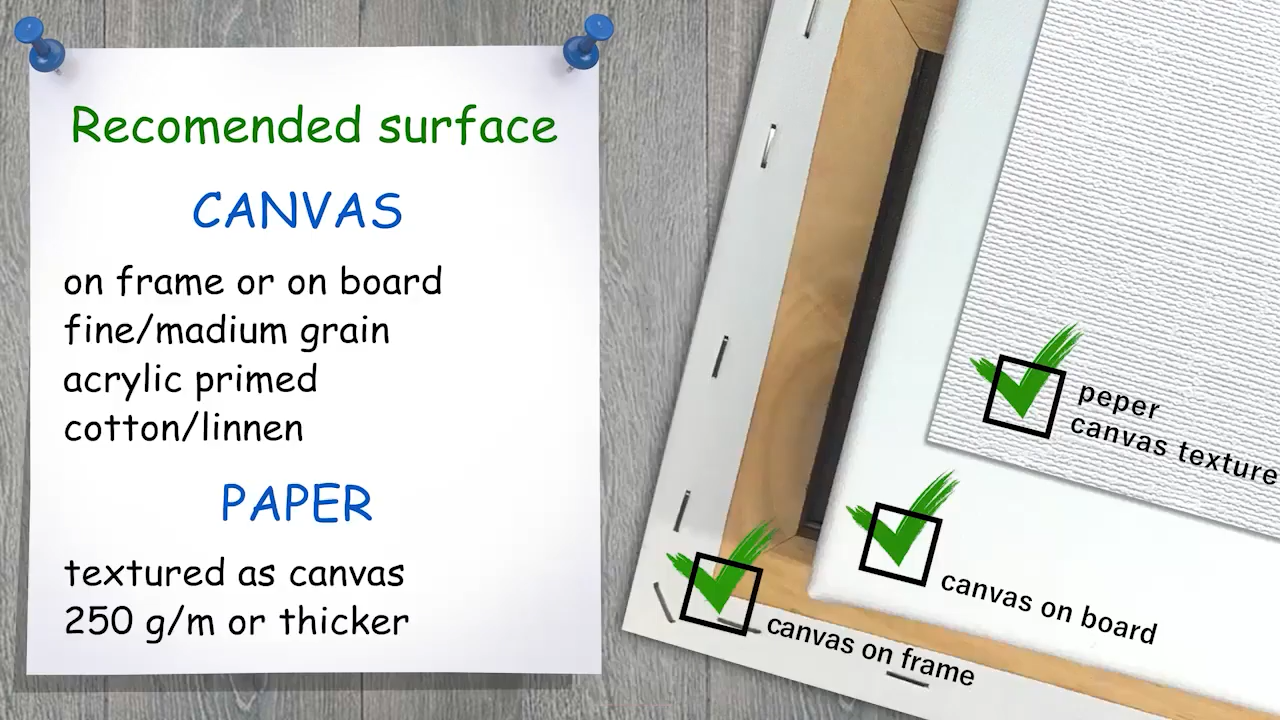 Recomended surface
CANVAS
on frame or on board
fine/madium grain
acrylic primed
cotton/linnen
PAPER
textured as canvas
250 g/m or thicker
peper
canvas texture
canvas on board
canvas on frame